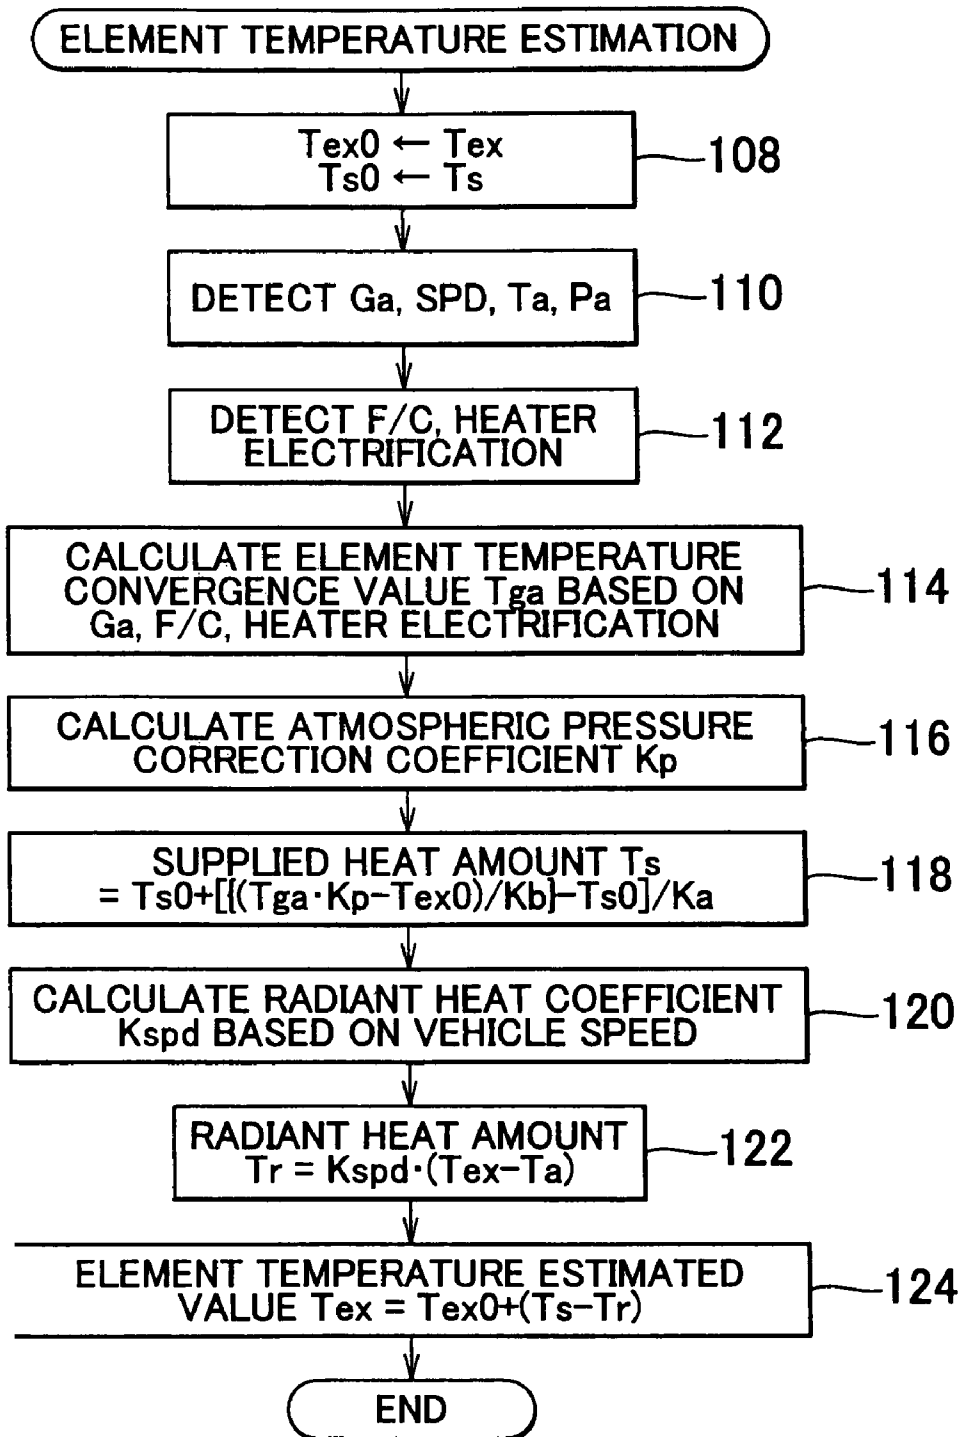 ELEMENT TEMPERATURE ESTIMATION
Tex0 ← Tex
Ts0 ← Ts
108
DETECT Ga, SPD, Ta, Pa
110
DETECT F/C, HEATER
ELECTRIFICATION
112
CALCULATE ELEMENT TEMPERATURE
CONVERGENCE VALUE Tga BASED ON
Ga, F/C, HEATER ELECTRIFICATION
114
CALCULATE ATMOSPHERIC PRESSURE
CORRECTION COEFFICIENT Kp
116
SUPPLIED HEAT AMOUNT Ts
= Ts0+[{(Tga·Kp-Tex0)/Kb}-Ts0]/Ka
118
CALCULATE RADIANT HEAT COEFFICIENT
Kspd BASED ON VEHICLE SPEED
120
RADIANT HEAT AMOUNT
Tr = Kspd·(Tex-Ta)
122
ELEMENT TEMPERATURE ESTIMATED
VALUE Tex = Tex0+(Ts-Tr)
124
END